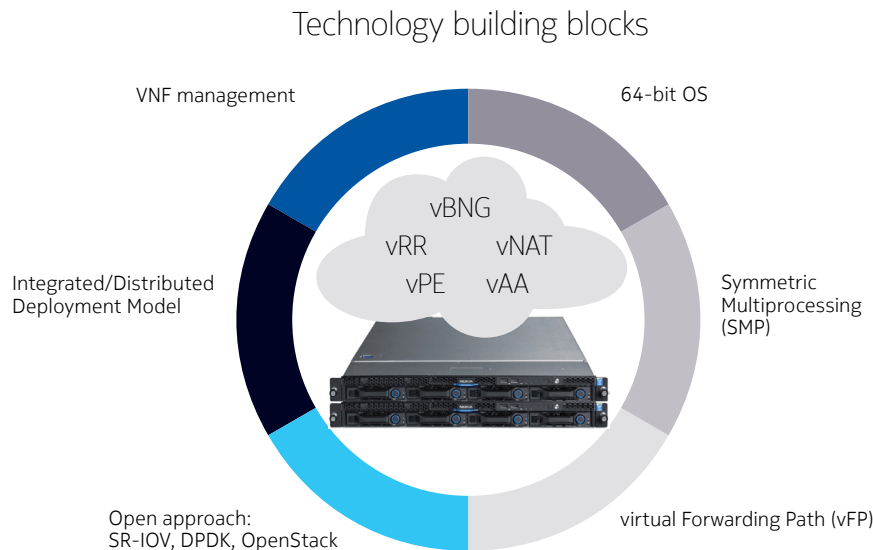 Technology building blocks
VNF management
64-bit OS
vBNG
vRR
vNAT
vPE
vAA
Integrated/Distributed
Deployment Model
Symmetric
Multiprocessing
(SMP)
Open approach:
SR-IOV, DPDK, OpenStack
virtual Forwarding Path (vFP)